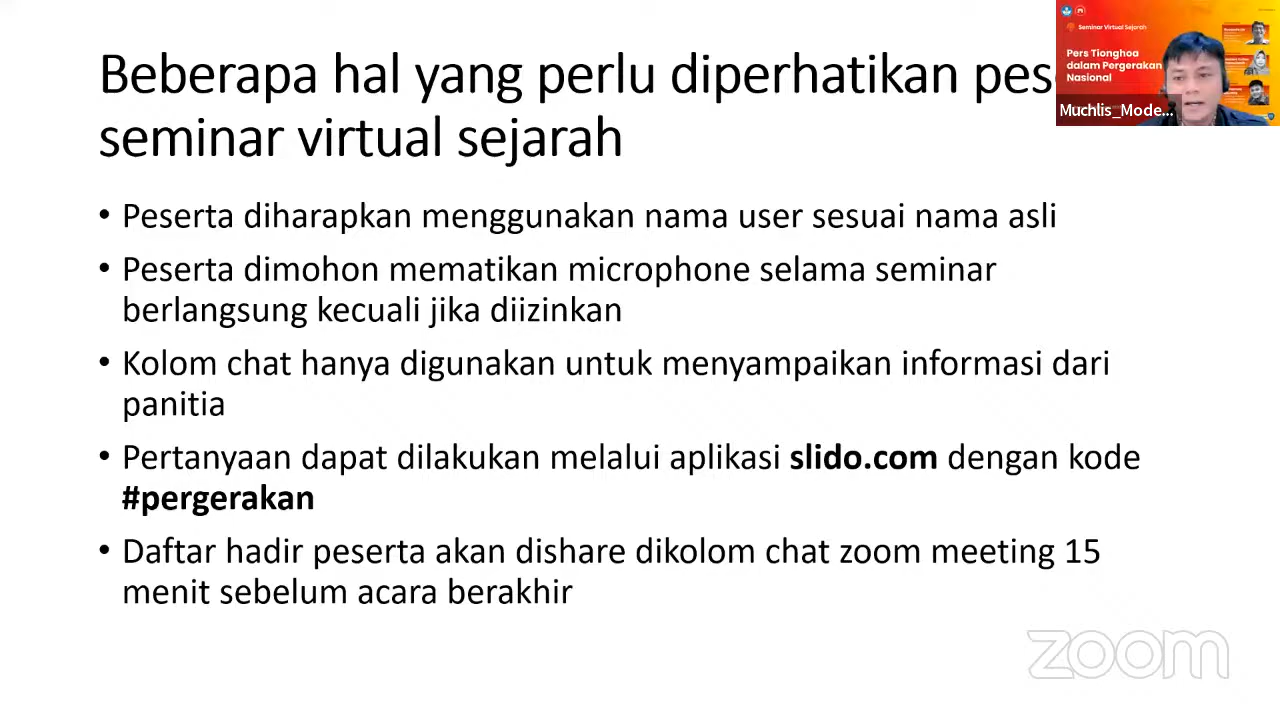 Beberapa hal yang perlu diperhatikan pes
seminar virtual sejarah
• Peserta diharapkan menggunakan nama user sesuai nama asli
• Peserta dimohon mematikan microphone selama seminar
berlangsung kecuali jika diizinkan
• Kolom chat hanya digunakan untuk menyampaikan informasi dari
panitia
• Pertanyaan dapat dilakukan melalui aplikasi slido.com dengan kode
#pergerakan
• Daftar hadir peserta akan dishare dikolom chat zoom meeting 15
menit sebelum acara berakhir
Seminar Virtual Sejarah
Pers Tionghoa
dalam Pergerakan
Nasional
Muchlis_Mode...
zoom